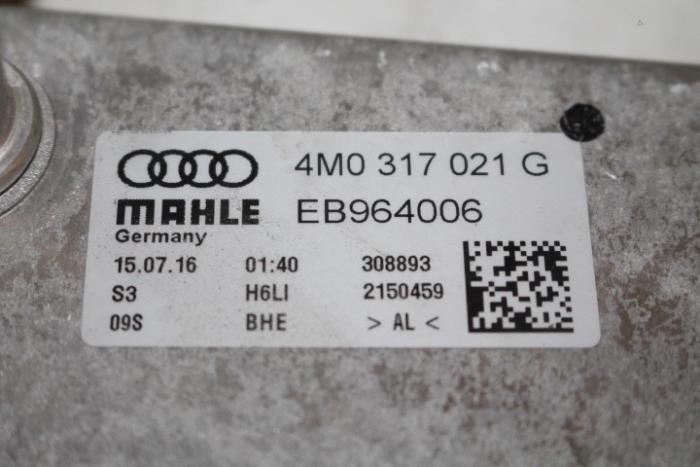 4M0 317 021 G
MAHLE EB964006
Germany
15.07.16 01:40 308893
S3 H6LI 2150459
09S BHE > AL <